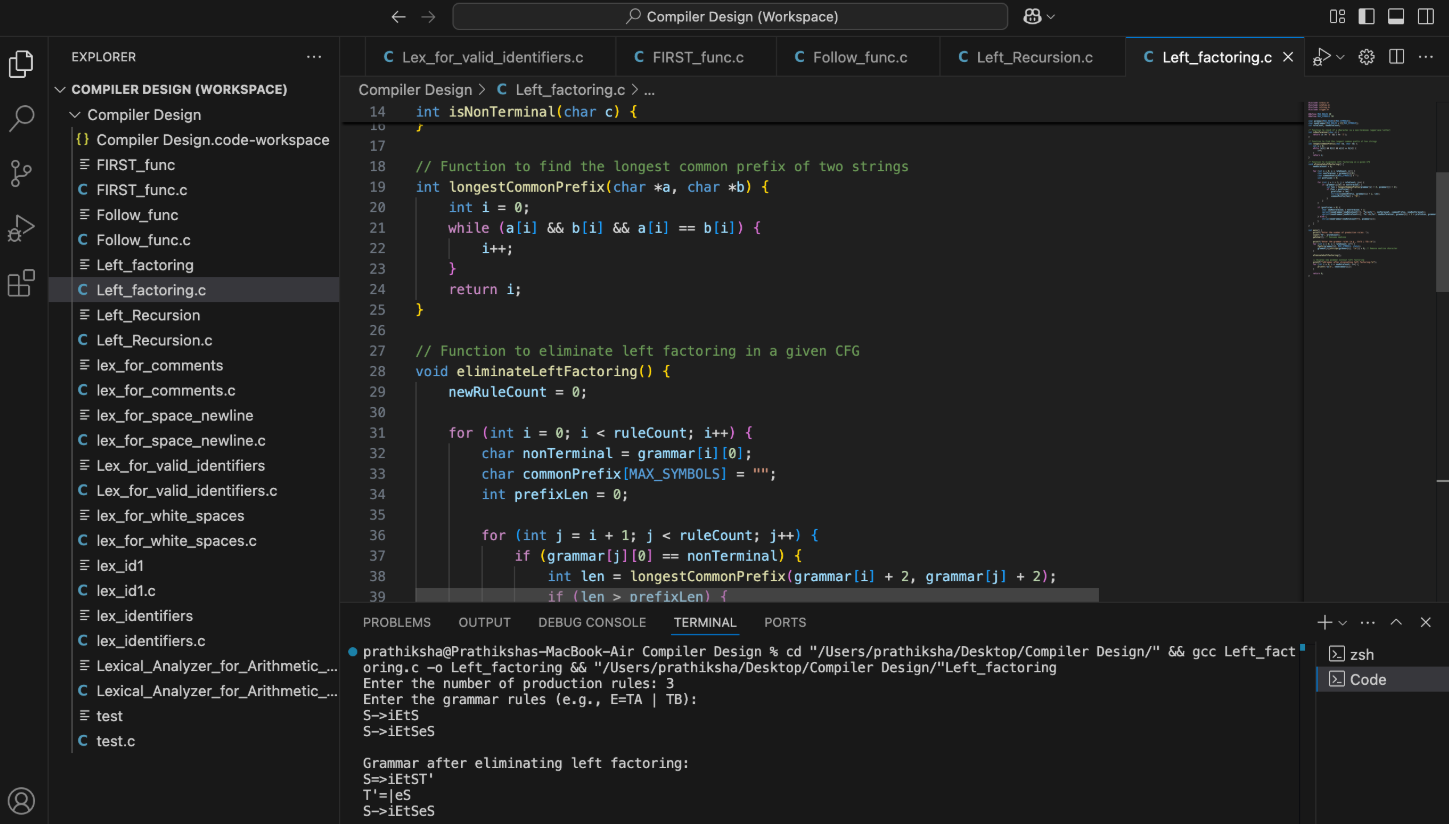 Compiler Design (Workspace)
EXPLORER
COMPILER DESIGN (WORKSPACE)
Compiler Design
{} Compiler Design.code-workspace
FIRST_func
C FIRST_func.c
Follow_func
C Follow_func.c
Left_factoring
C Left_factoring.c
Left_Recursion
C Left_Recursion.c
lex_for_comments
C lex_for_comments.c
lex_for_space_newline
C lex_for_space_newline.c
Lex_for_valid_identifiers
C Lex_for_valid_identifiers.c
lex_for_white_spaces
C lex_for_white_spaces.c
lex_id1
C lex_id1.c
lex_identifiers
C lex_identifiers.c
Lexical_Analyzer_for_Arithmetic_...
C Lexical_Analyzer_for_Arithmetic_...
test
C test.c
C Lex_for_valid_identifiers.c
C FIRST_func.c
C Follow_func.c
C Left_Recursion.c
C Left_factoring.c
Compiler Design > C Left_factoring.c > ...
14 int isNonTerminal(char c) {
16 }
17
18 // Function to find the longest common prefix of two strings
19 int longestCommonPrefix(char *a, char *b) {
20 int i = 0;
21 while (a[i] && b[i] && a[i] == b[i]) {
22 i++;
23 }
24 return i;
25 }
26
27 // Function to eliminate left factoring in a given CFG
28 void eliminateLeftFactoring() {
29 newRuleCount = 0;
30
31 for (int i = 0; i < ruleCount; i++) {
32 char nonTerminal = grammar[i][0];
33 char commonPrefix[MAX_SYMBOLS] = "";
34 int prefixLen = 0;
35
36 for (int j = i + 1; j < ruleCount; j++) {
37 if (grammar[j][0] == nonTerminal) {
38 int len = longestCommonPrefix(grammar[i] + 2, grammar[j] + 2);
39 if (len > prefixLen) {
PROBLEMS OUTPUT DEBUG CONSOLE TERMINAL PORTS
prathiksha@Prathikshas-MacBook-Air Compiler Design % cd "/Users/prathiksha/Desktop/Compiler Design/" && gcc Left_fact
oring.c -o Left_factoring && "/Users/prathiksha/Desktop/Compiler Design/"Left_factoring
Enter the number of production rules: 3
Enter the grammar rules (e.g., E=TA | TB):
S->iEtS
S->iEtSeS

Grammar after eliminating left factoring:
S=>iEtST'
T'=|eS
S->iEtSeS
zsh
Code